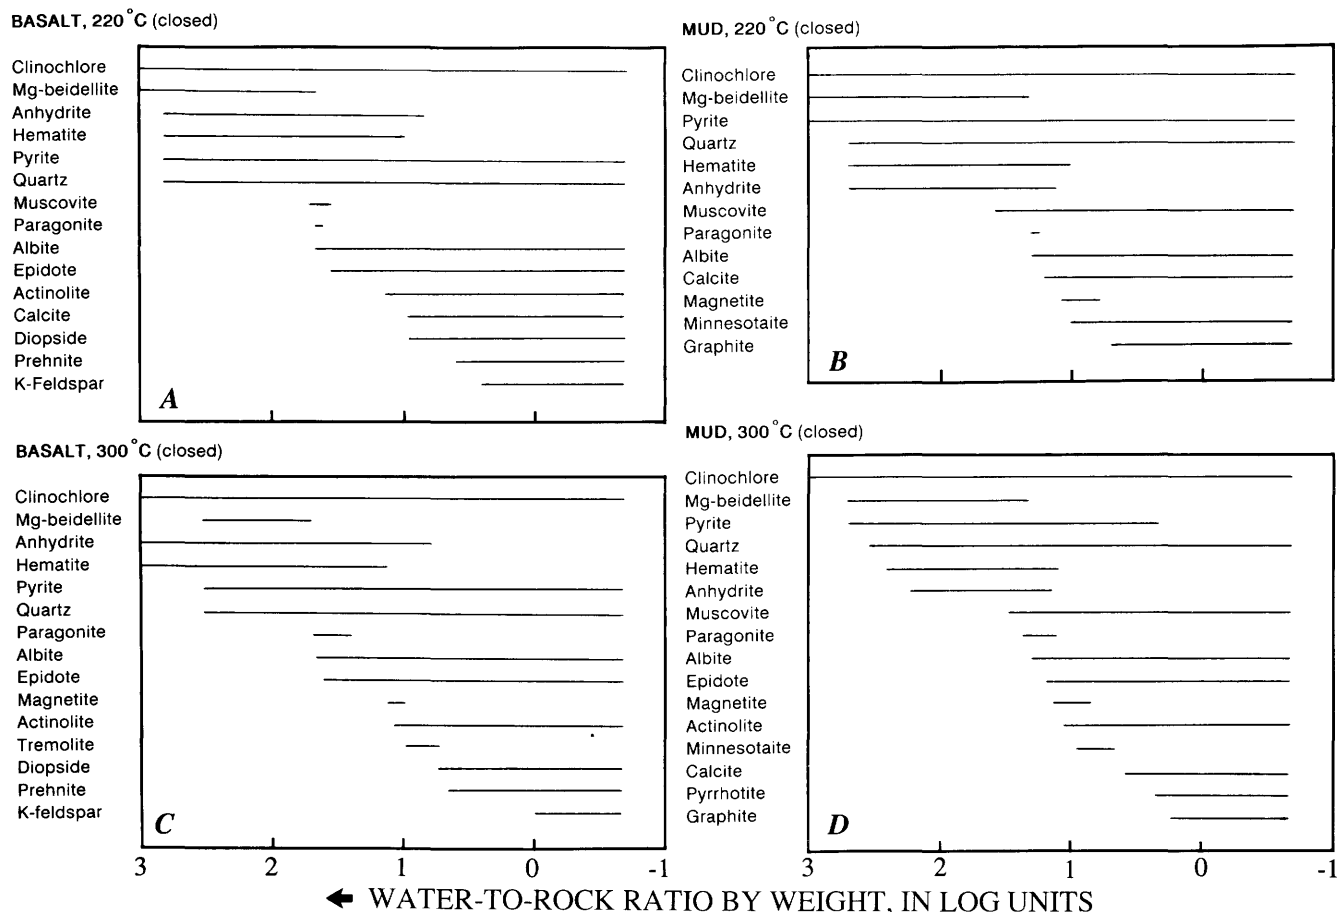 BASALT, 220 °C (closed)
Clinochlore
Mg-beidellite
Anhydrite
Hematite
Pyrite
Quartz
Muscovite
Paragonite
Albite
Epidote
Actinolite
Calcite
Diopside
Prehnite
K-Feldspar
A
MUD, 220 °C (closed)
Clinochlore
Mg-beidellite
Pyrite
Quartz
Hematite
Anhydrite
Muscovite
Paragonite
Albite
Calcite
Magnetite
Minnesotaite
Graphite
B
BASALT, 300 °C (closed)
Clinochlore
Mg-beidellite
Anhydrite
Hematite
Pyrite
Quartz
Paragonite
Albite
Epidote
Magnetite
Actinolite
Tremolite
Diopside
Prehnite
K-feldspar
C
3 2 1 0 -1
MUD, 300 °C (closed)
Clinochlore
Mg-beidellite
Pyrite
Quartz
Hematite
Anhydrite
Muscovite
Paragonite
Albite
Epidote
Magnetite
Actinolite
Minnesotaite
Calcite
Pyrrhotite
Graphite
D
3 2 1 0 -1
← WATER-TO-ROCK RATIO BY WEIGHT, IN LOG UNITS